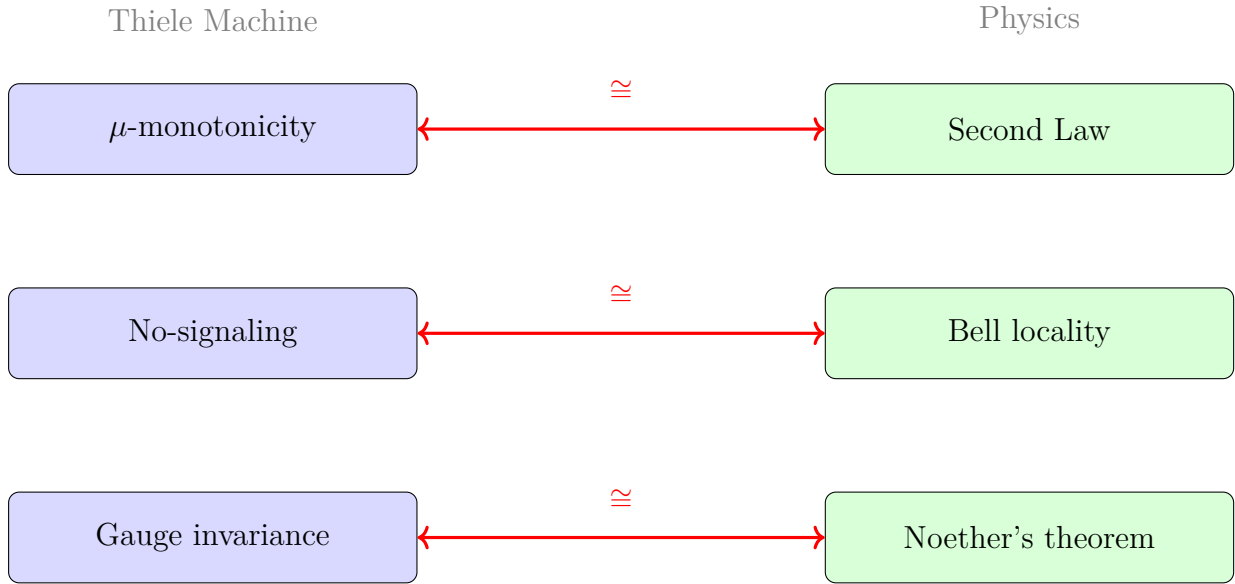 Thiele Machine
Physics
μ-monotonicity
≅
Second Law
No-signaling
≅
Bell locality
Gauge invariance
≅
Noether's theorem